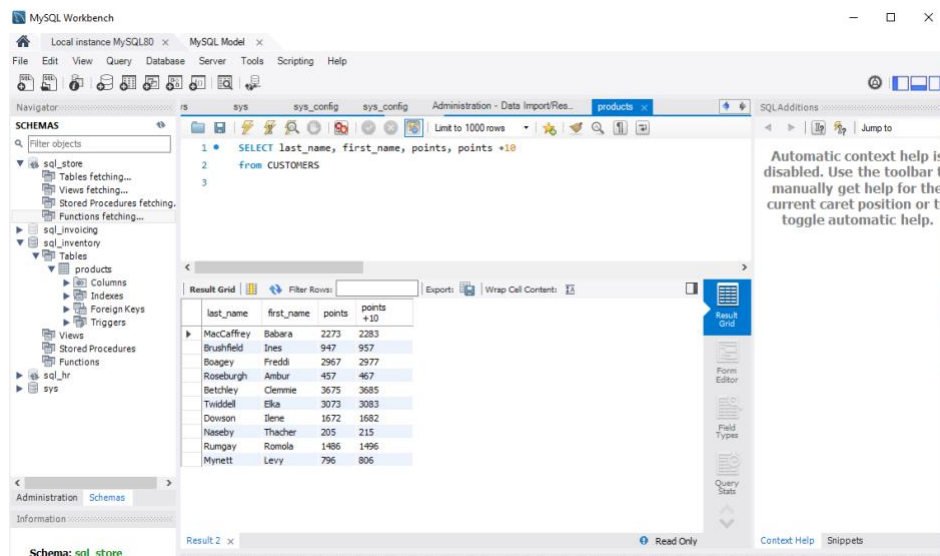 MySQL Workbench
Local instance MySQL80 ×
MySQL Model ×
File Edit View Query Database Server Tools Scripting Help
Navigator
SCHEMAS
Filter objects
sql_store
Tables fetching...
Views fetching...
Stored Procedures fetching.
Functions fetching...
sql_invoicing
sql_inventory
Tables
products
Columns
Indexes
Foreign Keys
Triggers
Views
Stored Procedures
Functions
sql_hr
sys
Administration Schemas
Information
Schema: sql_store
sys sys_config sys_config Administration - Data Import/Res... products ×
Limit to 1000 rows
1 SELECT last_name, first_name, points, points +10
2 from CUSTOMERS
3
Result Grid Filter Rows: Export: Wrap Cell Content:
last_name first_name points points +10
MacCaffrey Babara 2273 2283
Brushfield Ines 947 957
Boagey Freddi 2967 2977
Roseburgh Ambur 457 467
Betchley Clemmie 3675 3685
Twiddell Elka 3073 3083
Dowson Ilene 1672 1682
Naseby Thacher 205 215
Rumgay Romola 1486 1496
Mynett Levy 796 806
Result Grid
Form Editor
Field Types
Query Stats
Result 2 ×
Read Only
SQLAdditions
Jump to
Automatic context help is
disabled. Use the toolbar t
manually get help for the
current caret position or t
toggle automatic help.
Context Help Snippets